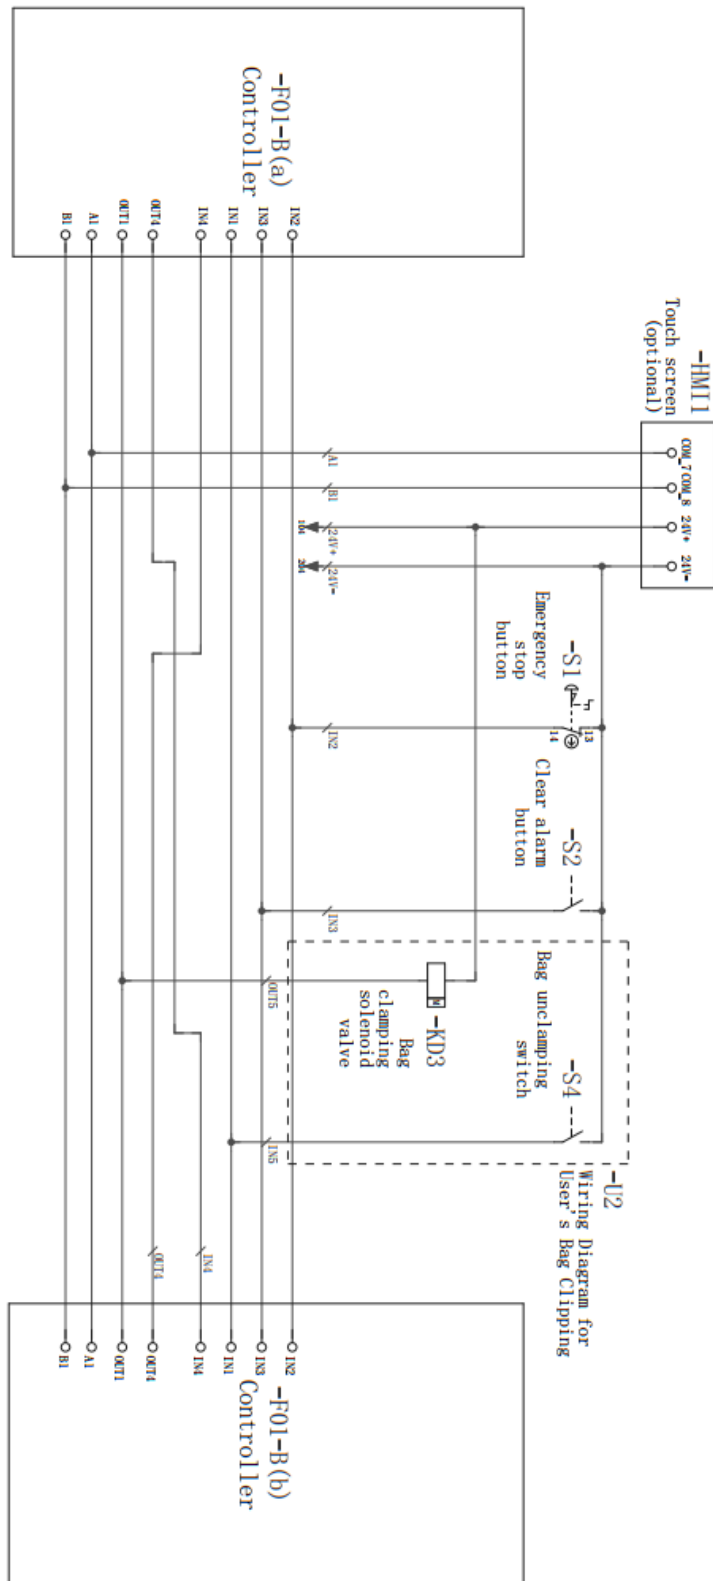 -F01-B(a)
Controller
B1
A1
OUT1
OUT4
IN4
IN1
IN3
IN2
-HMI1
Touch screen
(optional)
COM_7
COM_8
24V+
24V-
A1
B1
24V+
24V-
-S1
Emergency
stop
button
13
14
IN2
-S2
Clear alarm
button
IN3
OUT5
-KD3
Bag
clamping
solenoid
valve
-S4
Bag unclamping
switch
IN5
-U2
Wiring Diagram for
User's Bag Clipping
OUT4
IN4
B1
A1
OUT1
OUT4
IN4
IN1
IN3
IN2
-F01-B(b)
Controller